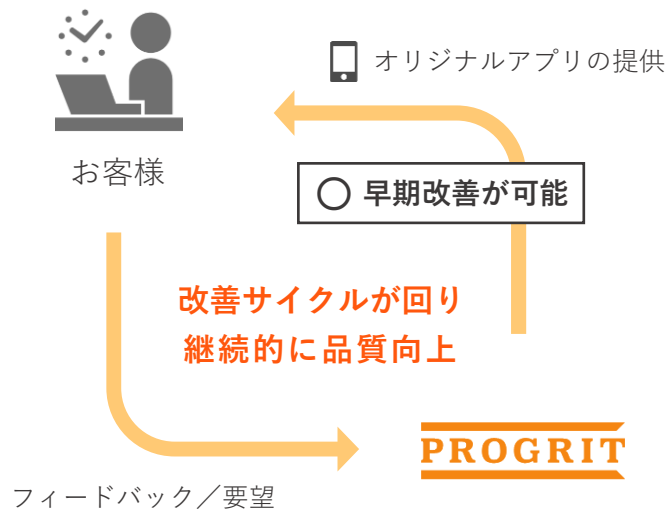 オリジナルアプリの提供
お客様
◯ 早期改善が可能
改善サイクルが回り
継続的に品質向上
PROGRIT
フィードバック／要望